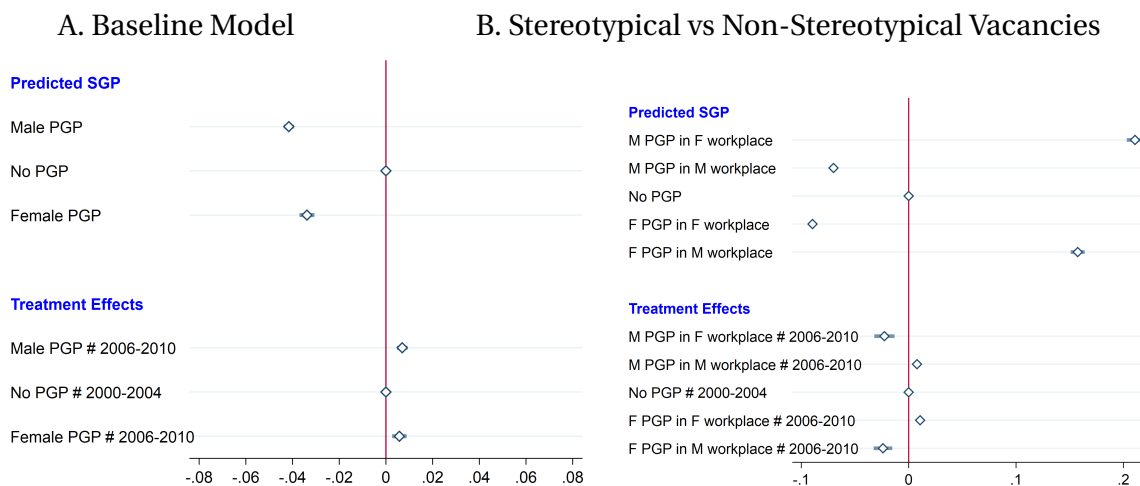 A. Baseline Model
Predicted SGP
Male PGP
No PGP
Female PGP
Treatment Effects
Male PGP # 2006-2010
No PGP # 2000-2004
Female PGP # 2006-2010
-.08 -.06 -.04 -.02 0 .02 .04 .06 .08
B. Stereotypical vs Non-Stereotypical Vacancies
Predicted SGP
M PGP in F workplace
M PGP in M workplace
No PGP
F PGP in F workplace
F PGP in M workplace
Treatment Effects
M PGP in F workplace # 2006-2010
M PGP in M workplace # 2006-2010
No PGP # 2000-2004
F PGP in F workplace # 2006-2010
F PGP in M workplace # 2006-2010
-.1 0 .1 .2